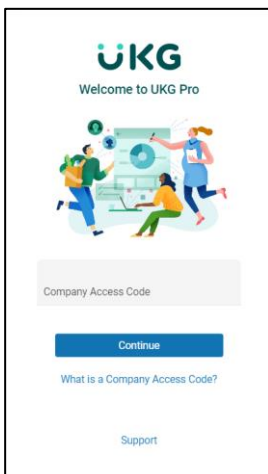 UKG
Welcome to UKG Pro
Company Access Code
Continue
What is a Company Access Code?
Support